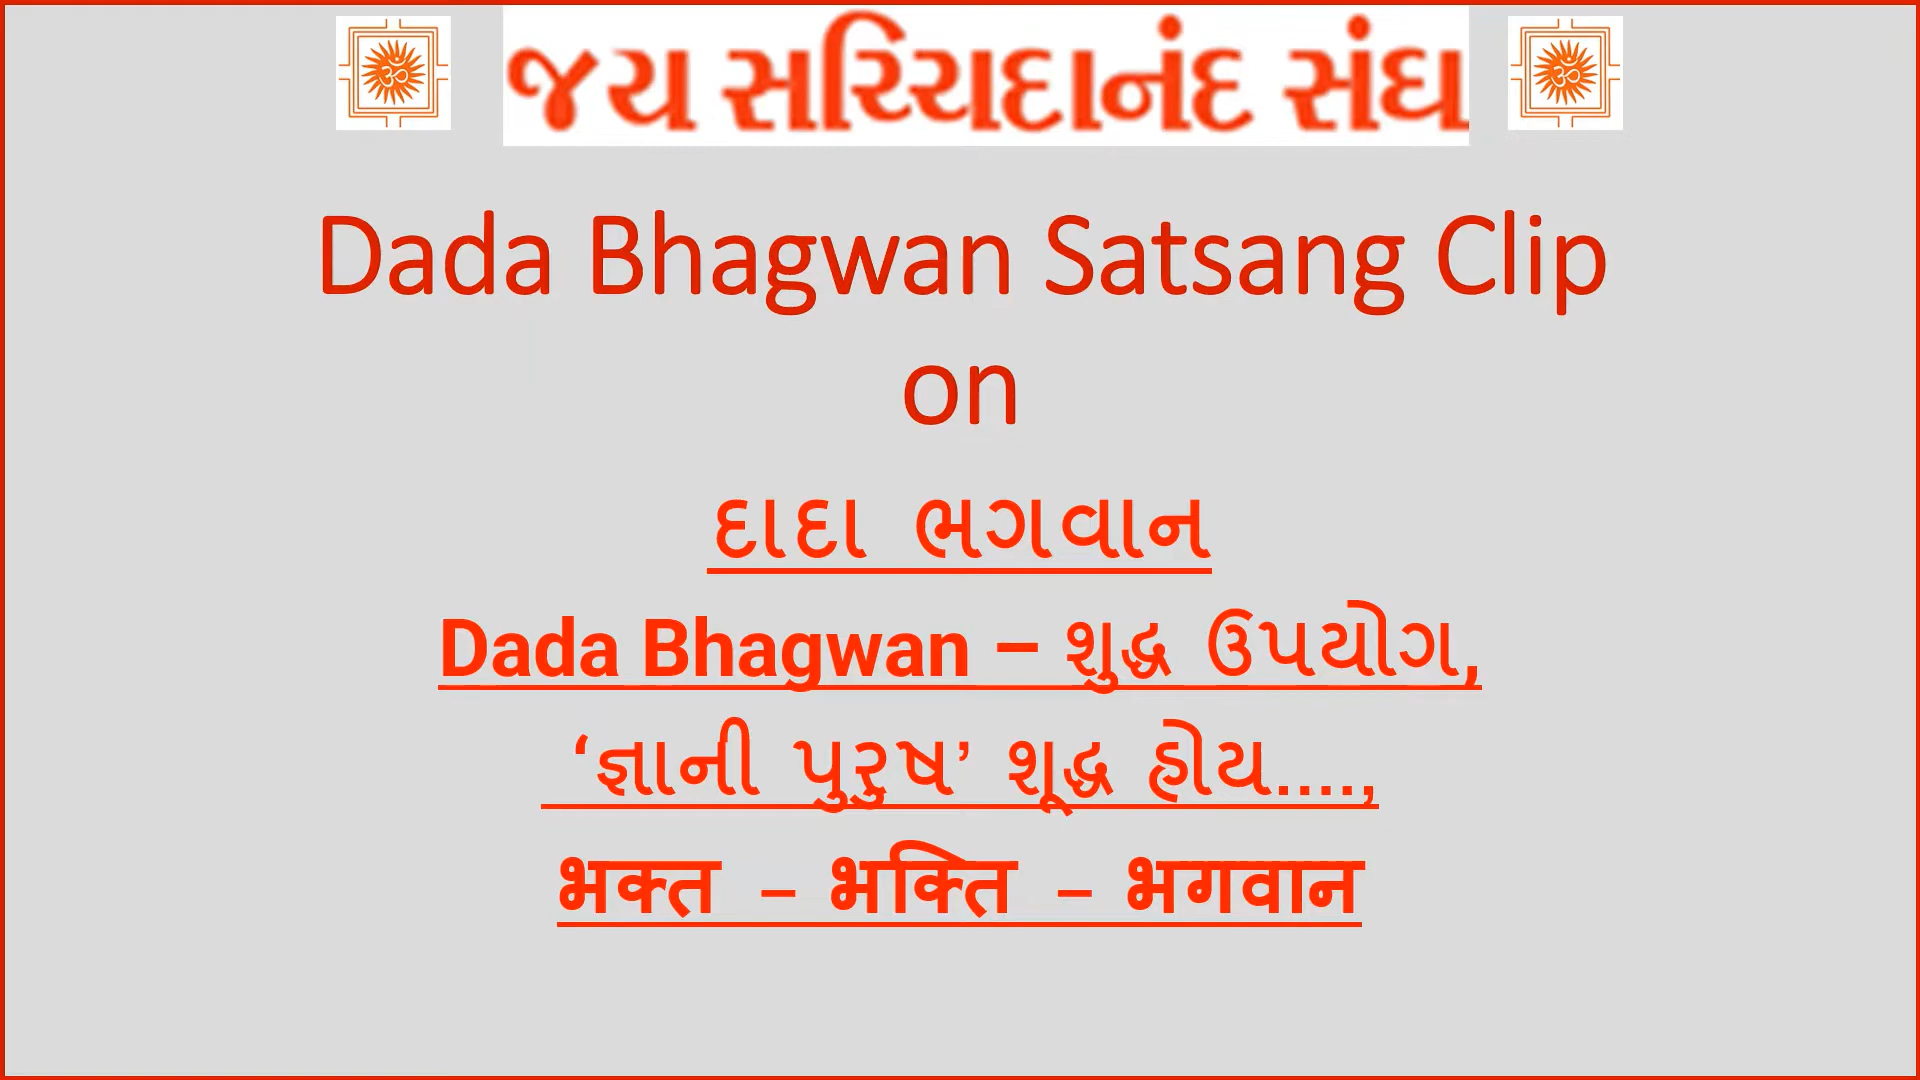 જય સચ્ચિદાનંદ સંઘ
Dada Bhagwan Satsang Clip
on
દાદા ભગવાન
Dada Bhagwan – શુદ્ધ ઉપયોગ,
‘જ્ઞાની પુરુષ’ શૂદ્ધ હોય....,
भक्त – भक्ति – भगवान